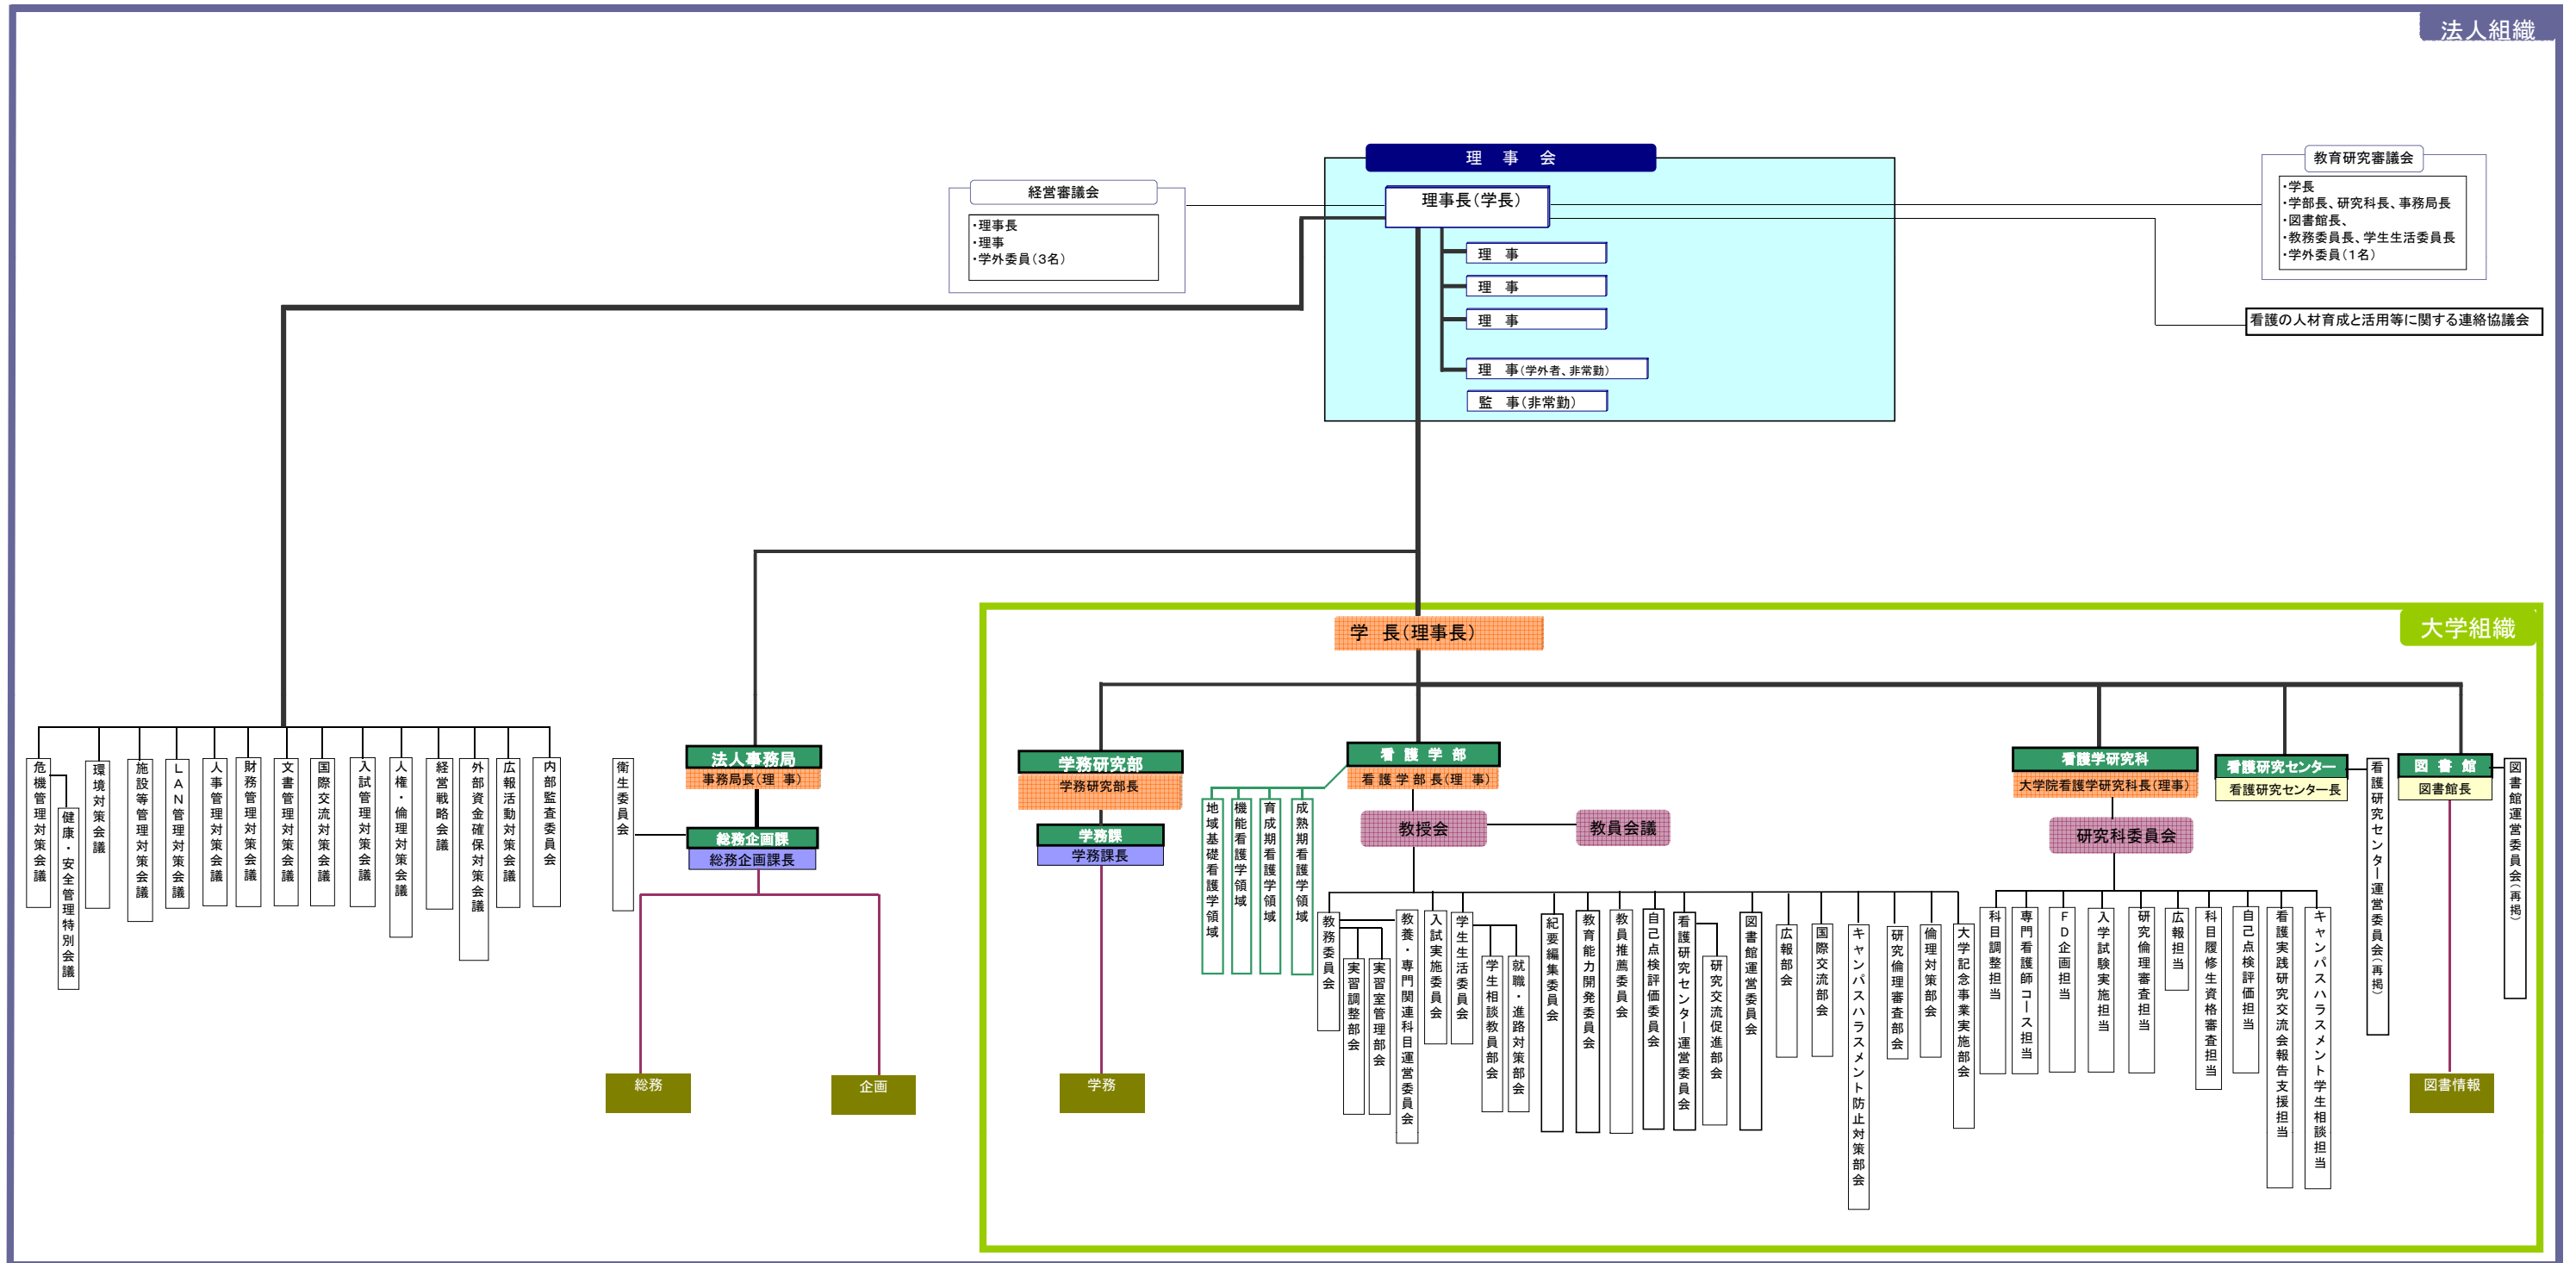 法人組織
理 事 会
理事長(学長)
理 事
理 事
理 事
理 事(学外者、非常勤)
監 事(非常勤)
経営審議会
・理事長
・理事
・学外委員(3名)
教育研究審議会
・学長
・学部長、研究科長、事務局長
・図書館長、
・教務委員長、学生生活委員長
・学外委員(1名)
看護の人材育成と活用等に関する連絡協議会
大学組織
学 長(理事長)
危機管理対策会議
健康・安全管理特別会議
環境対策会議
施設等管理対策会議
LAN管理対策会議
人事管理対策会議
財務管理対策会議
文書管理対策会議
国際交流対策会議
入試管理対策会議
人権・倫理対策会議
経営戦略会議
外部資金確保対策会議
広報活動対策会議
内部監査委員会
衛生委員会
法人事務局
事務局長(理 事)
総務企画課
総務企画課長
総務
企画
学務研究部
学務研究部長
学務課
学務課長
学務
看 護 学 部
看 護 学 部 長(理 事)
地域基礎看護学領域
機能看護学領域
育成期看護学領域
成熟期看護学領域
教授会
教員会議
教務委員会
実習調整部会
実習室管理部会
教養・専門関連科目運営委員会
入試実施委員会
学生生活委員会
学生相談教員部会
就職・進路対策部会
紀要編集委員会
教育能力開発委員会
教員推薦委員会
自己点検評価委員会
看護研究センター運営委員会
研究交流促進部会
図書館運営委員会
広報部会
国際交流部会
キャンパスハラスメント防止対策部会
研究倫理審査部会
倫理対策部会
大学記念事業実施部会
看護学研究科
大学院看護学研究科長(理事)
研究科委員会
科目調整担当
専門看護師コース担当
FD企画担当
入学試験実施担当
研究倫理審査担当
広報担当
科目履修生資格審査担当
自己点検評価担当
看護実践研究交流会報告支援担当
キャンパスハラスメント学生相談担当
看護研究センター
看護研究センター長
看護研究センター運営委員会(再掲)
図 書 館
図書館長
図書館運営委員会(再掲)
図書情報